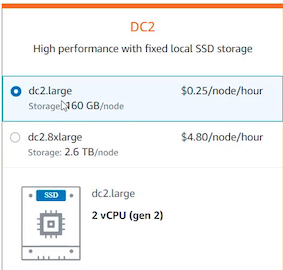 DC2
High performance with fixed local SSD storage
dc2.large $0.25/node/hour
Storage: 160 GB/node
dc2.8xlarge $4.80/node/hour
Storage: 2.6 TB/node
SSD dc2.large
2 vCPU (gen 2)